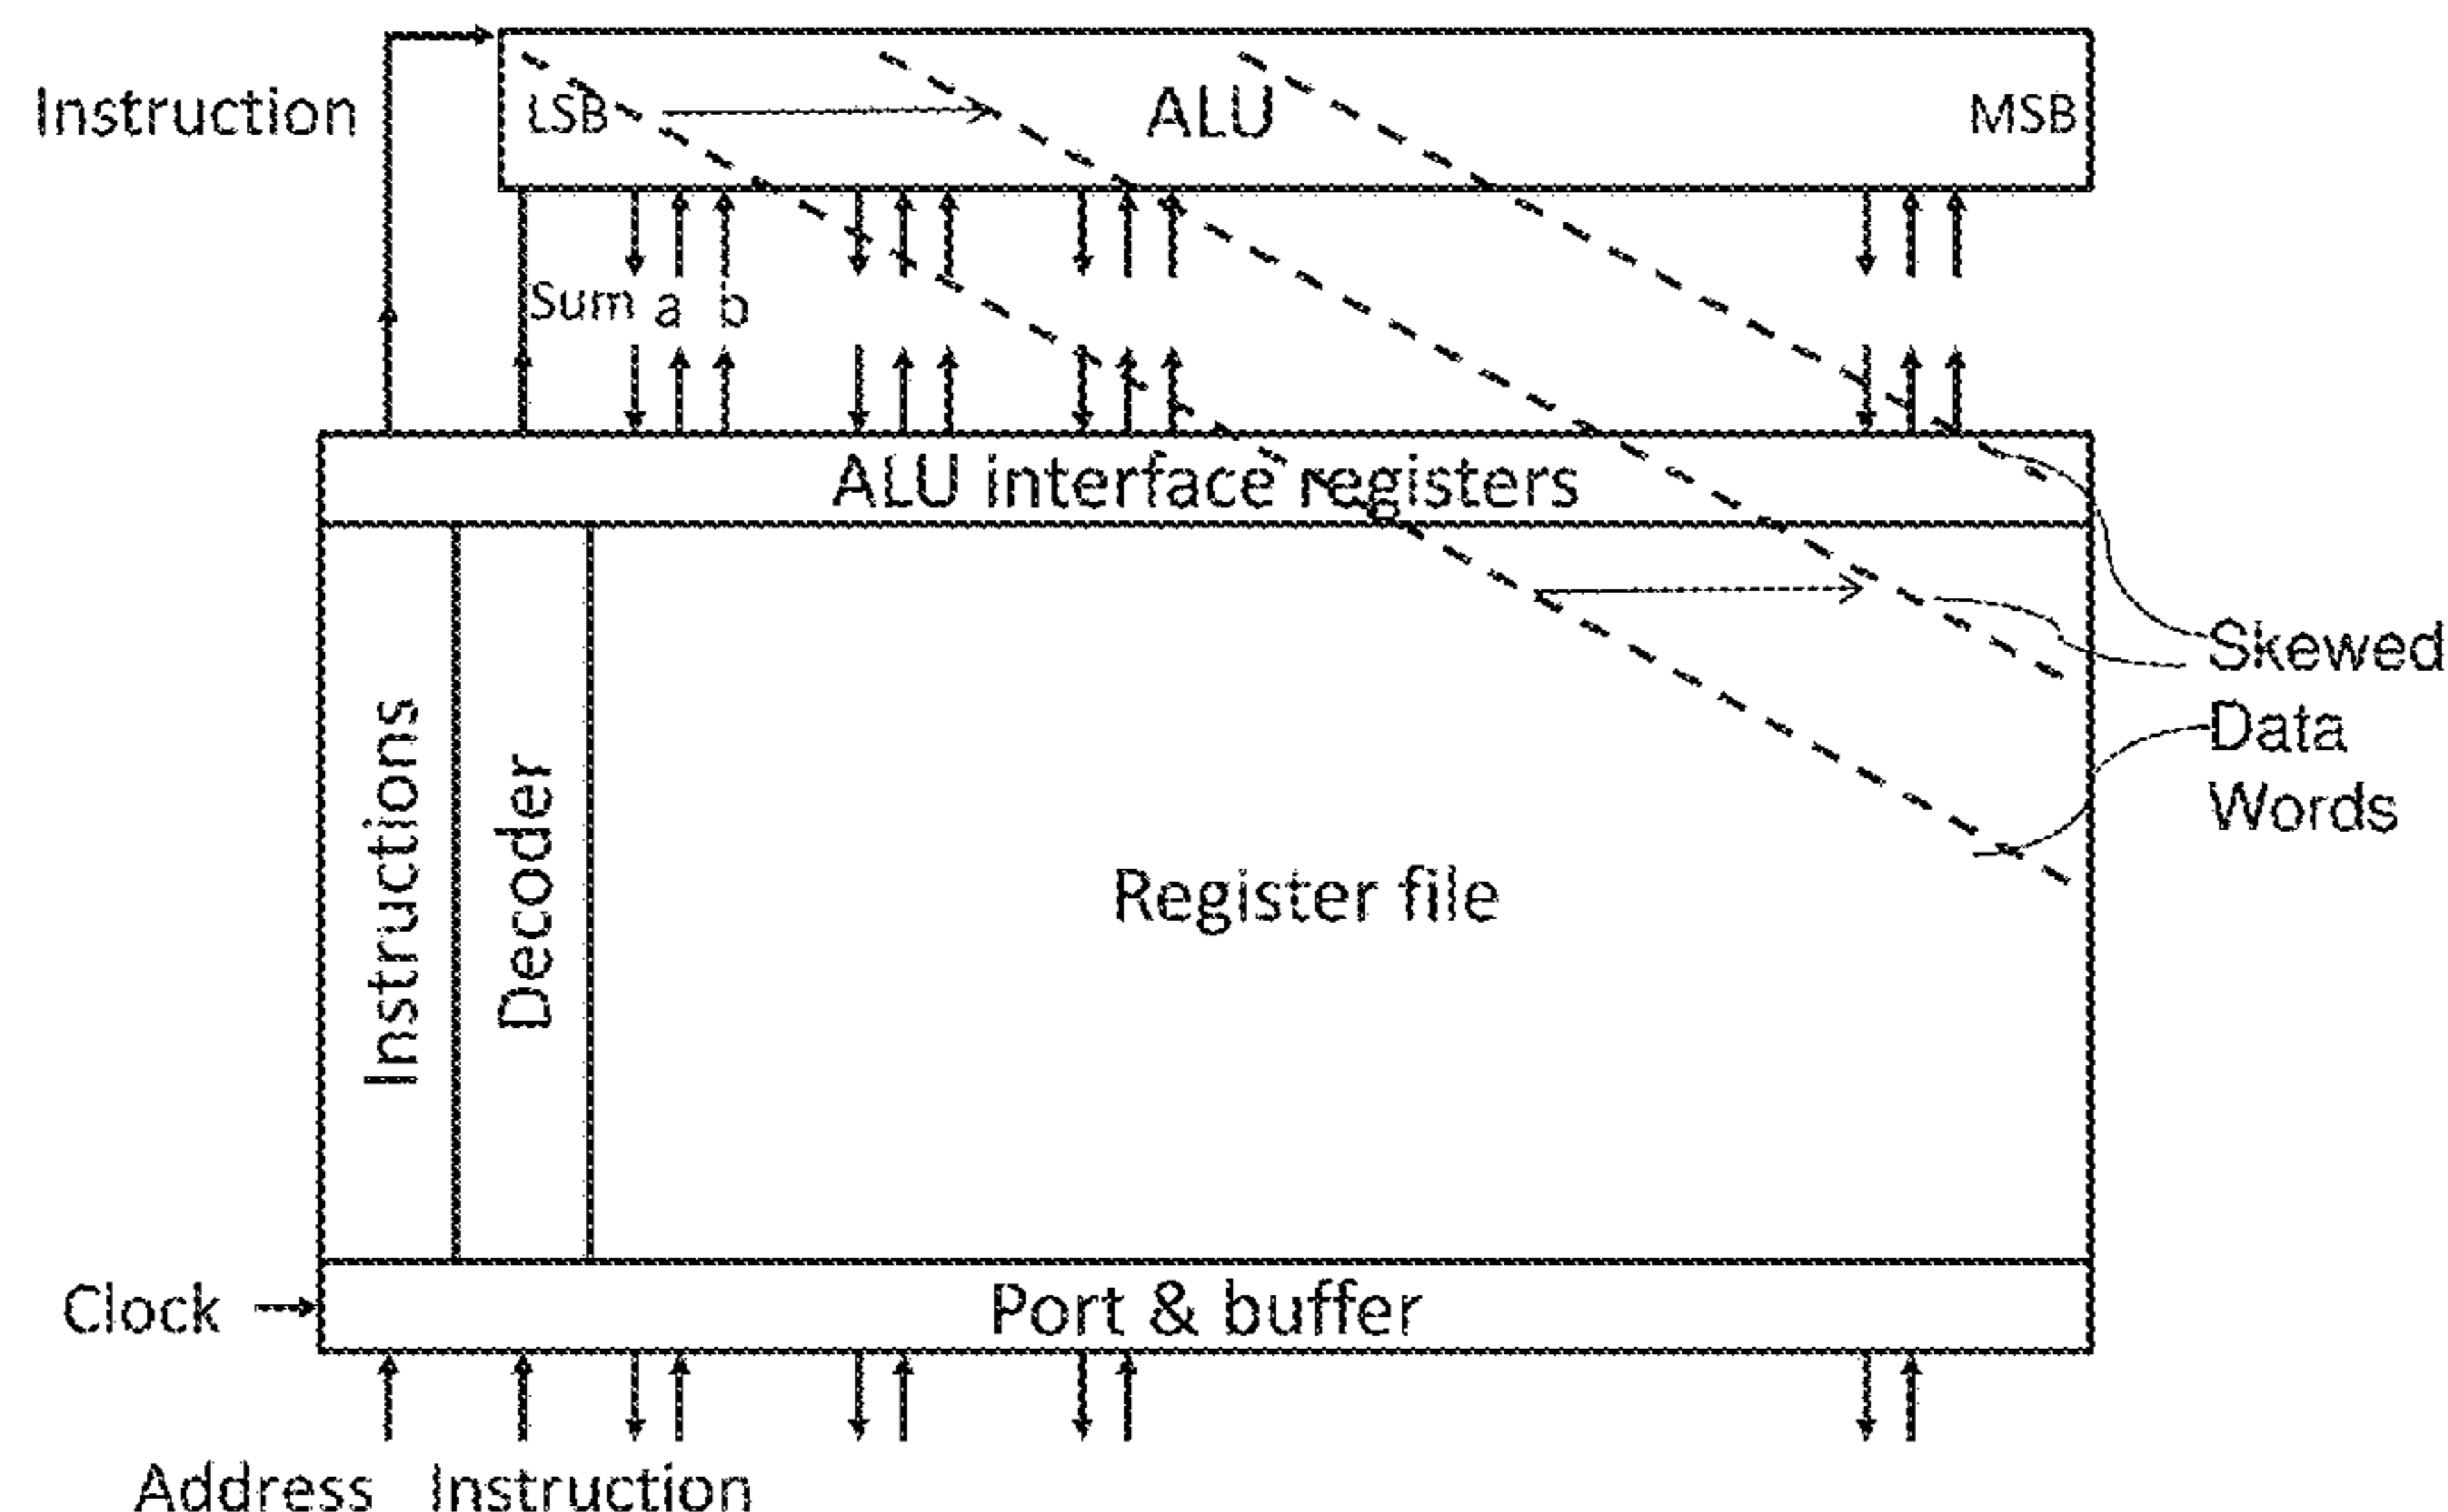 Instruction
LSB
ALU
MSB
Sum a b
ALU interface registers
Instructions
Decoder
Register file
Skewed
Data
Words
Clock
Port & buffer
Address Instruction